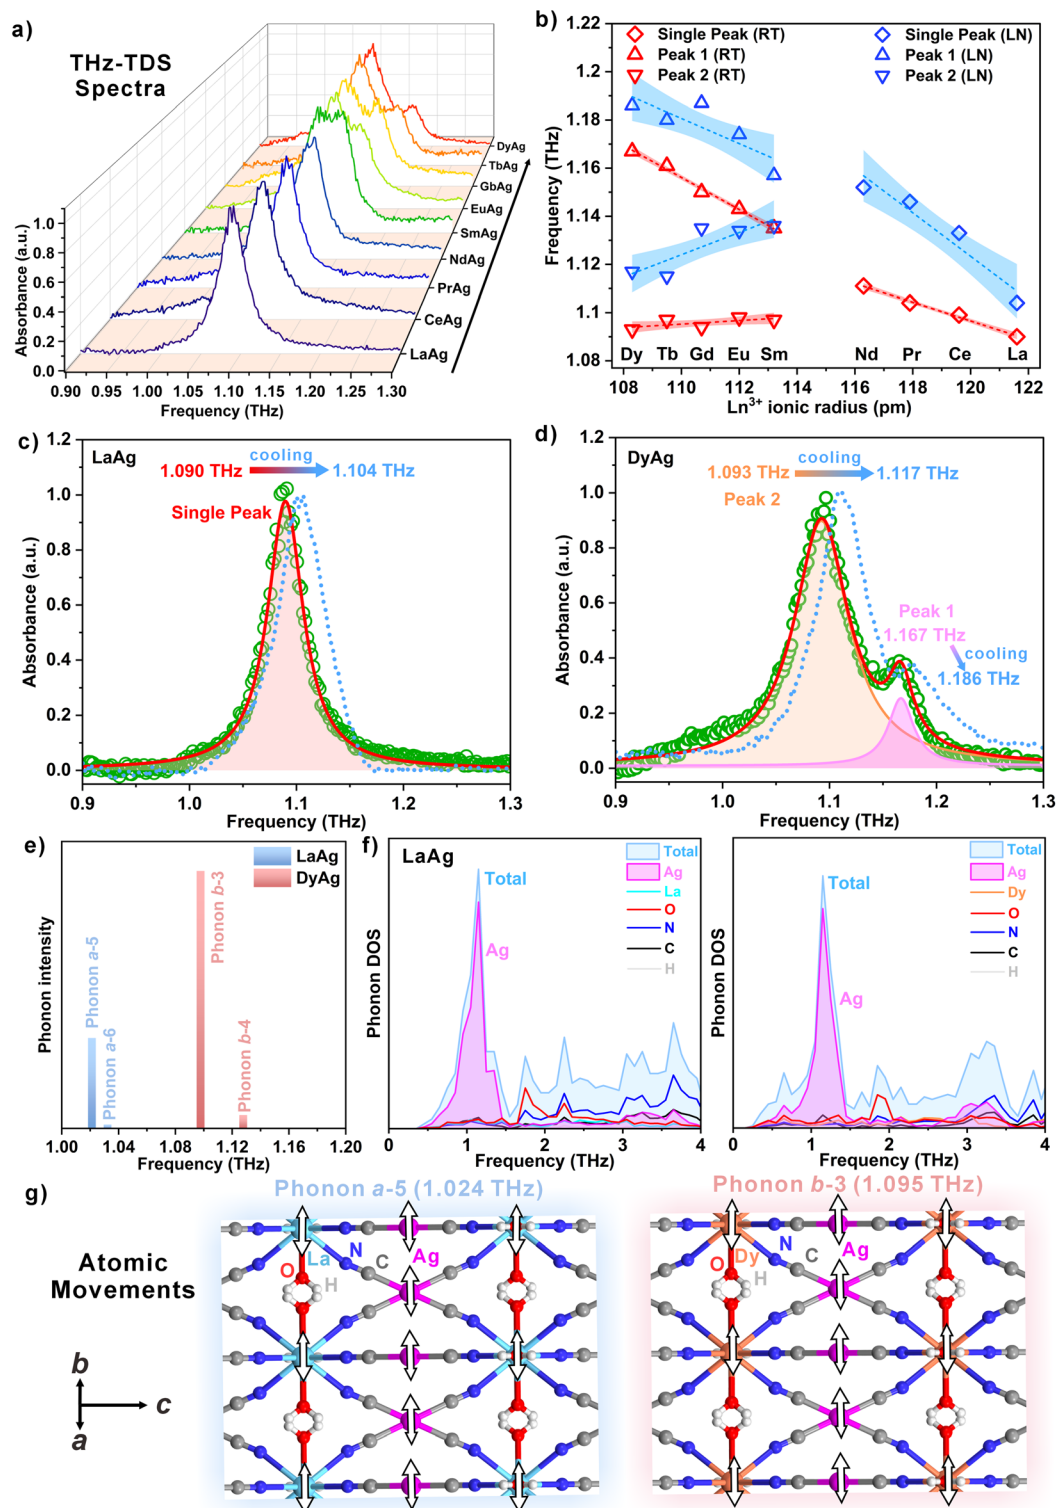 a)
THz-TDS
Spectra
Absorbance (a.u.)
1.0
0.8
0.6
0.4
0.2
0.0
0.90 0.95 1.00 1.05 1.10 1.15 1.20 1.25 1.30
Frequency (THz)
DyAg
TbAg
GbAg
EuAg
SmAg
NdAg
PrAg
CeAg
LaAg
b)
Frequency (THz)
1.22
1.20
1.18
1.16
1.14
1.12
1.10
1.08
Single Peak (RT)
Peak 1 (RT)
Peak 2 (RT)
Single Peak (LN)
Peak 1 (LN)
Peak 2 (LN)
Dy Tb Gd Eu Sm Nd Pr Ce La
108 110 112 114 116 118 120 122
Ln³⁺ ionic radius (pm)
c)
LaAg
Absorbance (a.u.)
1.2
1.0
0.8
0.6
0.4
0.2
0.0
cooling
1.090 THz 1.104 THz
Single Peak
0.9 1.0 1.1 1.2 1.3
Frequency (THz)
d)
DyAg
Absorbance (a.u.)
1.2
1.0
0.8
0.6
0.4
0.2
0.0
cooling
1.093 THz 1.117 THz
Peak 2
Peak 1
1.167 THz
cooling
1.186 THz
0.9 1.0 1.1 1.2 1.3
Frequency (THz)
e)
Phonon intensity
LaAg
DyAg
Phonon a-5
Phonon a-6
Phonon b-3
Phonon b-4
1.00 1.04 1.08 1.12 1.16 1.20
Frequency (THz)
f)
LaAg
Phonon DOS
Total
Ag
Total
Ag
La
O
N
C
H
0 1 2 3 4
Frequency (THz)
Phonon DOS
Total
Ag
Total
Ag
Dy
O
N
C
H
0 1 2 3 4
Frequency (THz)
g)
Atomic
Movements
b
c
a
Phonon a-5 (1.024 THz)
La N C Ag
O H
Phonon b-3 (1.095 THz)
Dy N C Ag
O H